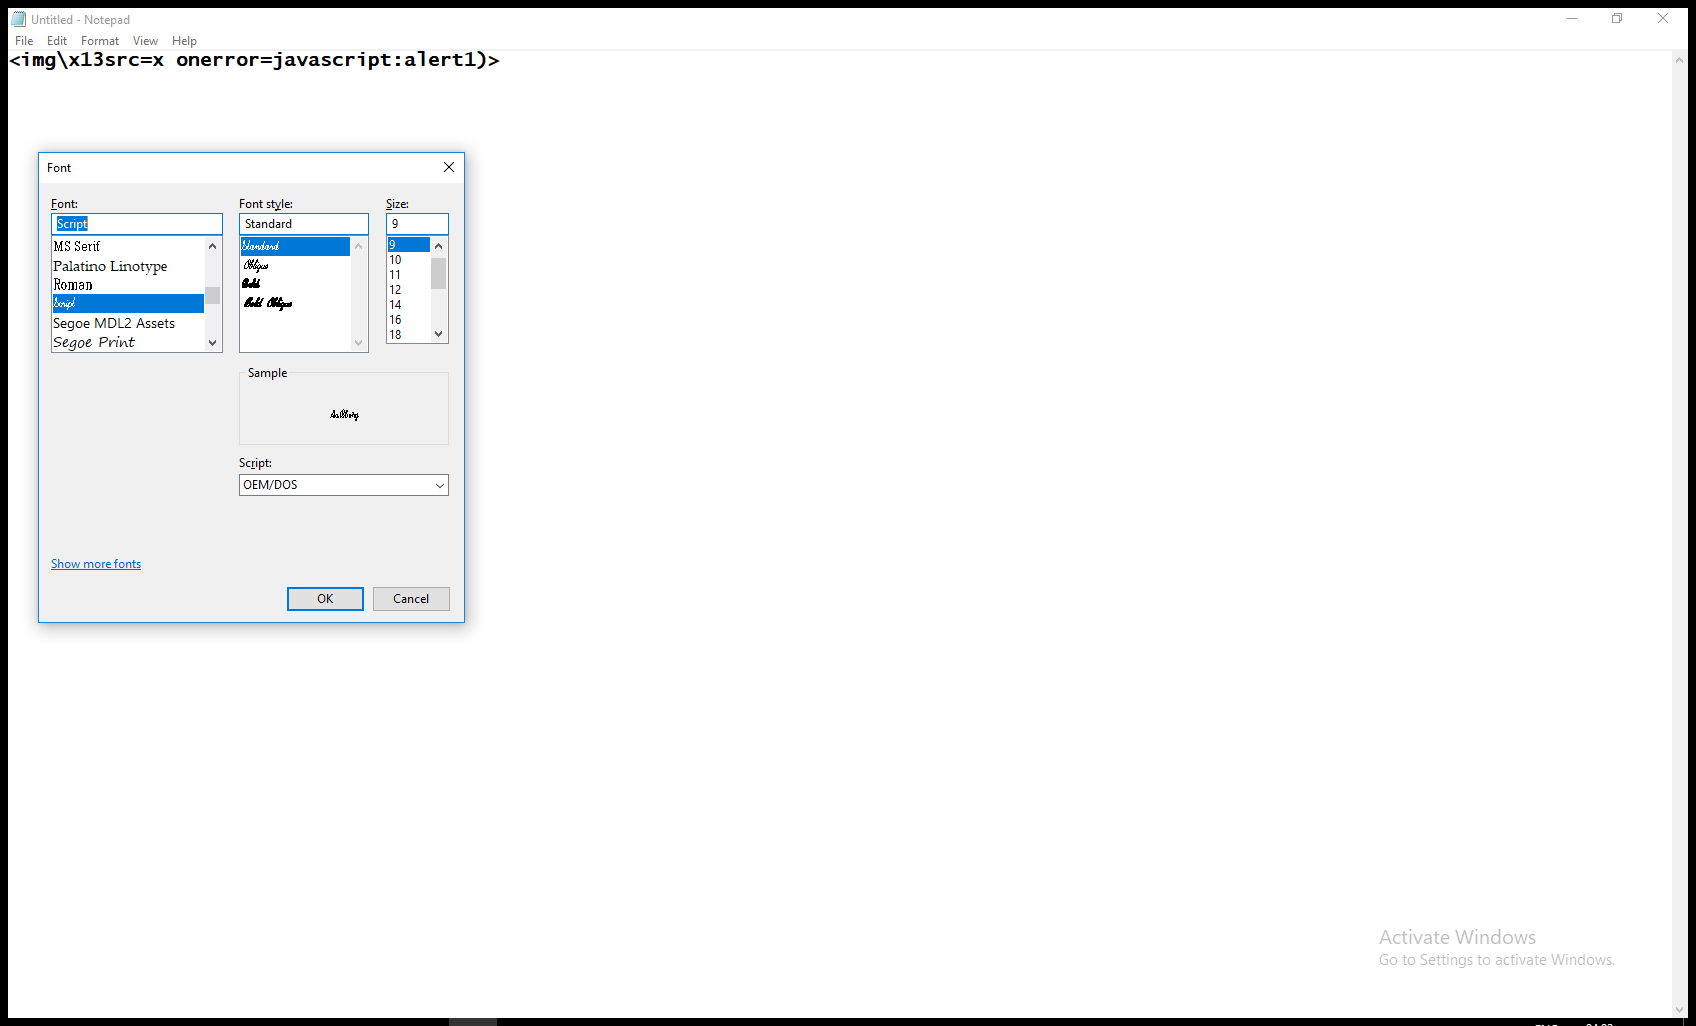 Untitled - Notepad
File Edit Format View Help
<img\x13src=x onerror=javascript:alert1)>
Font
Font: Font style: Size:
Script Standard 9
MS Serif
Palatino Linotype
Roman
Script
Segoe MDL2 Assets
Segoe Print
Standard
Oblique
Bold
Bold Oblique
9
10
11
12
14
16
18
Sample
AaBbYyZz
Script:
OEM/DOS
Show more fonts
OK Cancel
Activate Windows
Go to Settings to activate Windows.